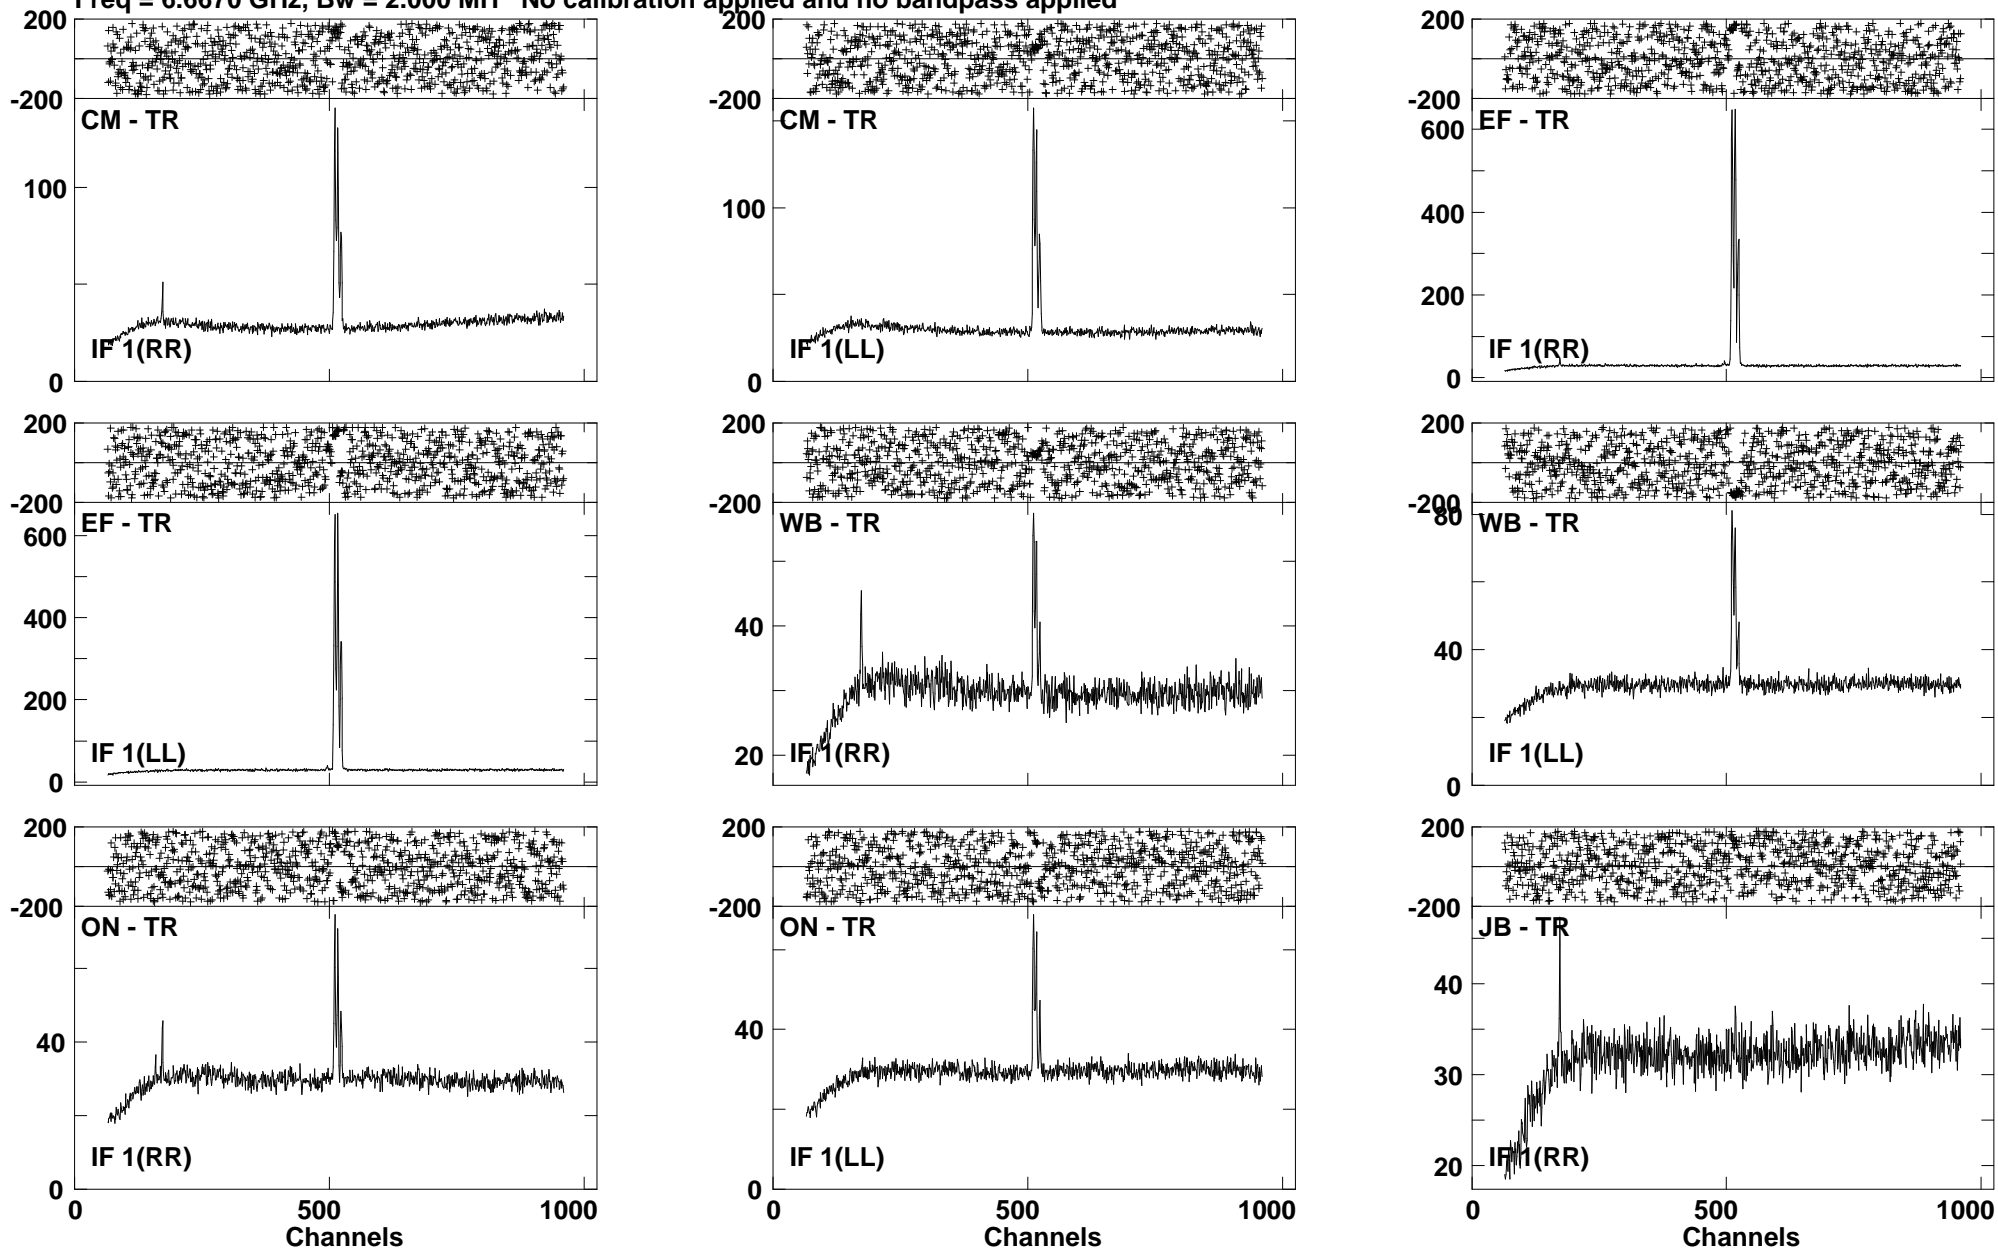 Freq = 6.6670 GHz, Bw = 2.000 MH No calibration applied and no bandpass applied
200
-200
CM - TR
100
0
IF 1(RR)
200
-200
CM - TR
100
0
IF 1(LL)
200
-200
EF - TR
600
400
200
0
IF 1(RR)
200
-200
EF - TR
600
400
200
0
IF 1(LL)
200
-200
WB - TR
40
20
IF 1(RR)
200
-200
80
WB - TR
40
0
IF 1(LL)
200
-200
ON - TR
40
0
IF 1(RR)
0 500 1000
Channels
200
-200
ON - TR
40
0
IF 1(LL)
0 500 1000
Channels
200
-200
JB - TR
40
30
20
IF 1(RR)
0 500 1000
Channels